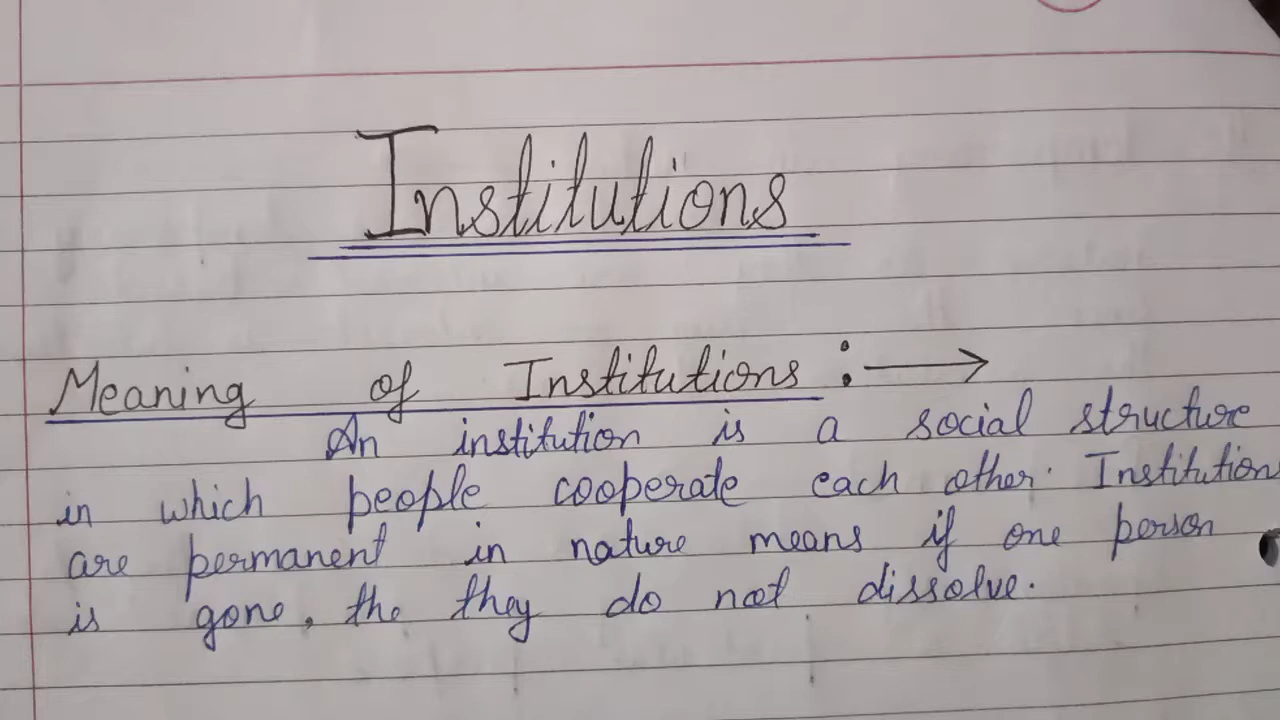 Institutions
Meaning of Institutions :→
An institution is a social structure
in which people cooperate each other. Institution
are permanent in nature means if one person
is gone, the they do not dissolve.